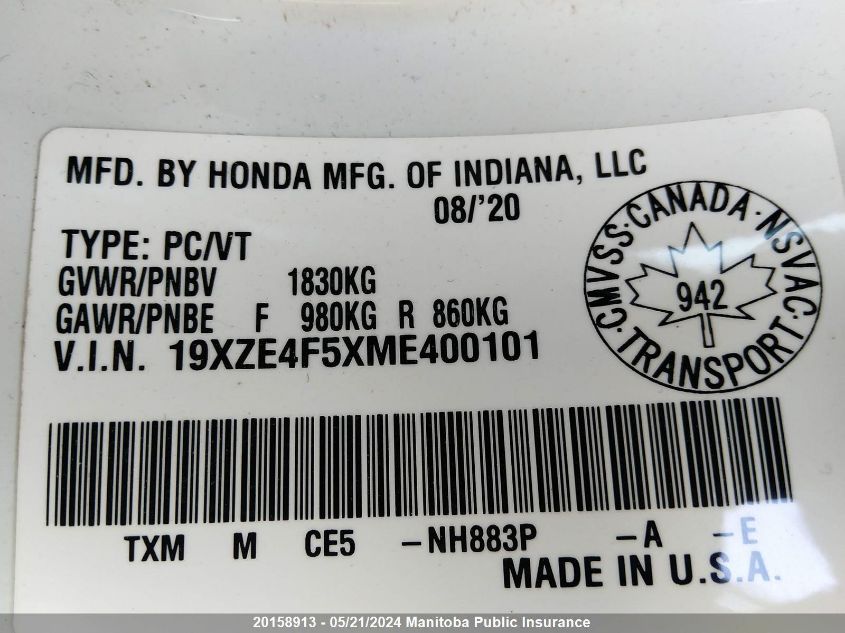 MFD. BY HONDA MFG. OF INDIANA, LLC
08/'20
TYPE: PC/VT
GVWR/PNBV 1830KG
GAWR/PNBE F 980KG R 860KG
V.I.N. 19XZE4F5XME400101
CMVSS·CANADA·NSVAC·TRANSPORT·
942
TXM M CE5 -NH883P -A -E
MADE IN U.S.A.
20158913 - 05/21/2024 Manitoba Public Insurance